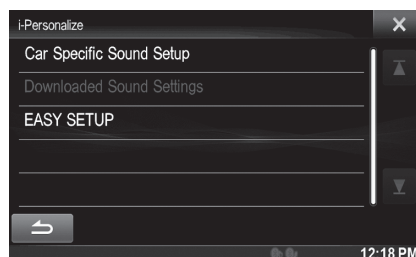 i-Personalize
Car Specific Sound Setup
Downloaded Sound Settings
EASY SETUP
12:18 PM